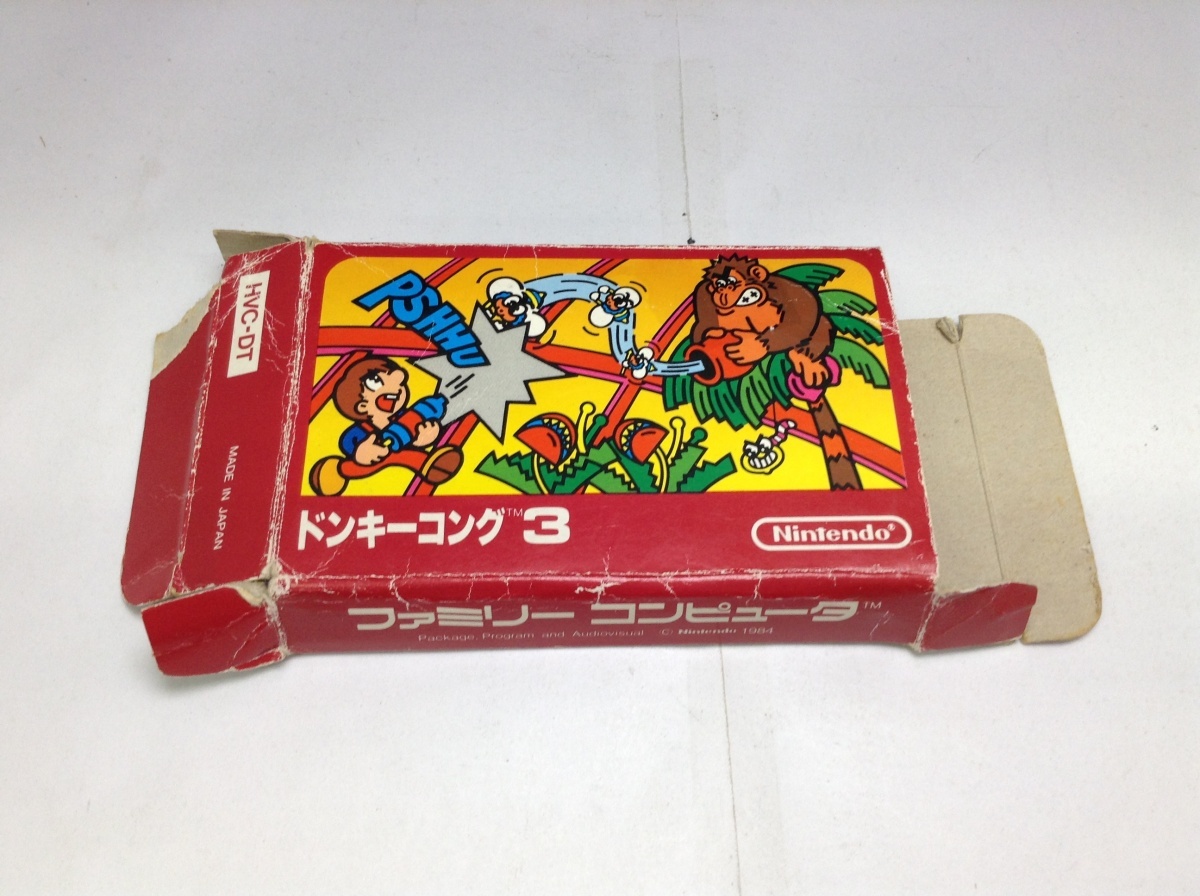 HVC-DT
MADE IN JAPAN
PSHHU
ドンキーコング™3
Nintendo®
ファミリー コンピュータ™
Package, Program and Audiovisual C: Nintendo 1984